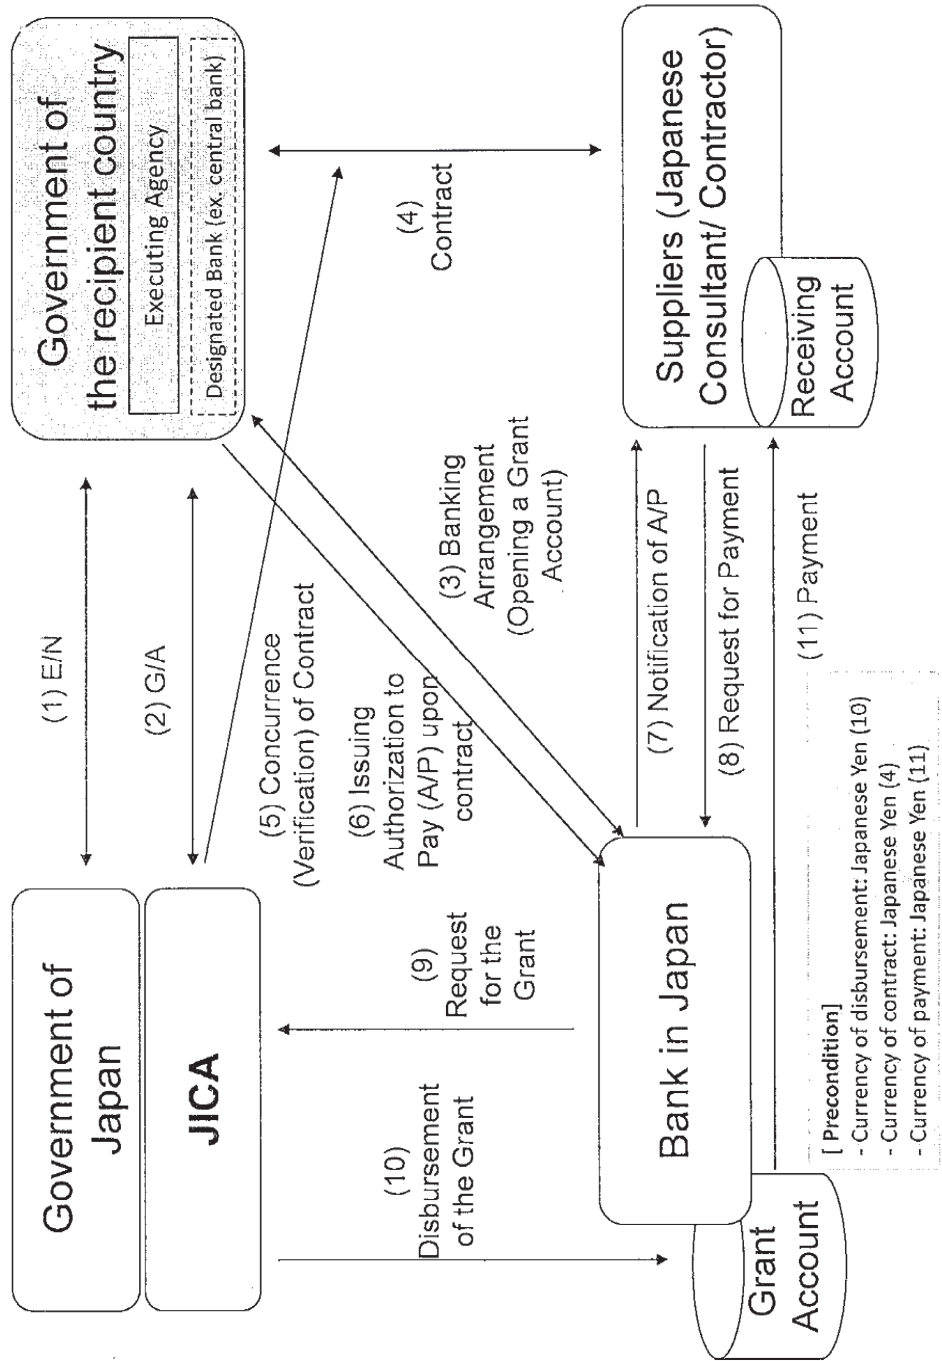 Government of
Japan
JICA
(1) E/N
(2) G/A
Government of
the recipient country
Executing Agency
Designated Bank (ex. central bank)
(5) Concurrence
(Verification) of Contract
(6) Issuing
Authorization to
Pay (A/P) upon
contract
(3) Banking
Arrangement
(Opening a Grant
Account)
(4)
Contract
(10)
Disbursement
of the Grant
(9)
Request
for the
Grant
Bank in Japan
Grant
Account
(7) Notification of A/P
(8) Request for Payment
(11) Payment
Suppliers (Japanese
Consultant/ Contractor)
Receiving
Account
[ Precondition]
- Currency of disbursement: Japanese Yen (10)
- Currency of contract: Japanese Yen (4)
- Currency of payment: Japanese Yen (11)